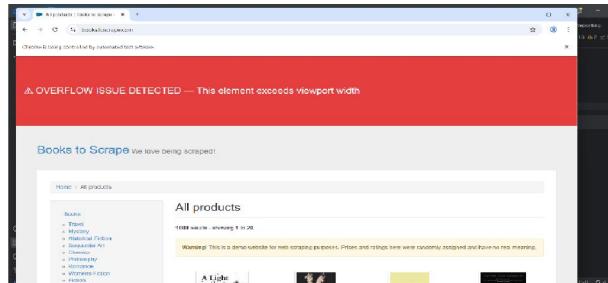 All products | Books to Scrape -
books.toscrape.com
Chrome is being controlled by automated test software.
⚠ OVERFLOW ISSUE DETECTED — This element exceeds viewport width
Books to Scrape We love being scraped!
Home / All products
Books
Travel
Mystery
Historical Fiction
Sequential Art
Classics
Philosophy
Romance
Womens Fiction
Fiction
All products
1000 results - showing 1 to 20.
Warning! This is a demo website for web scraping purposes. Prices and ratings here were randomly assigned and have no real meaning.
A Light